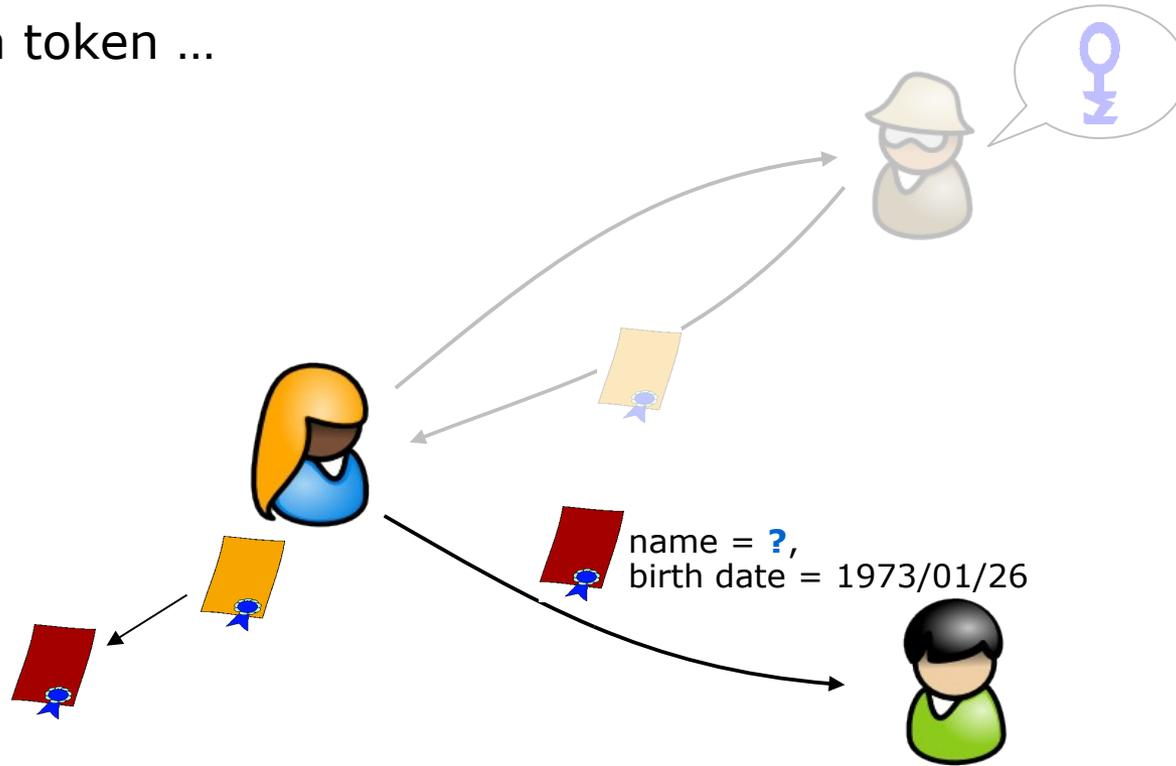 token ...
name = ?,
birth date = 1973/01/26